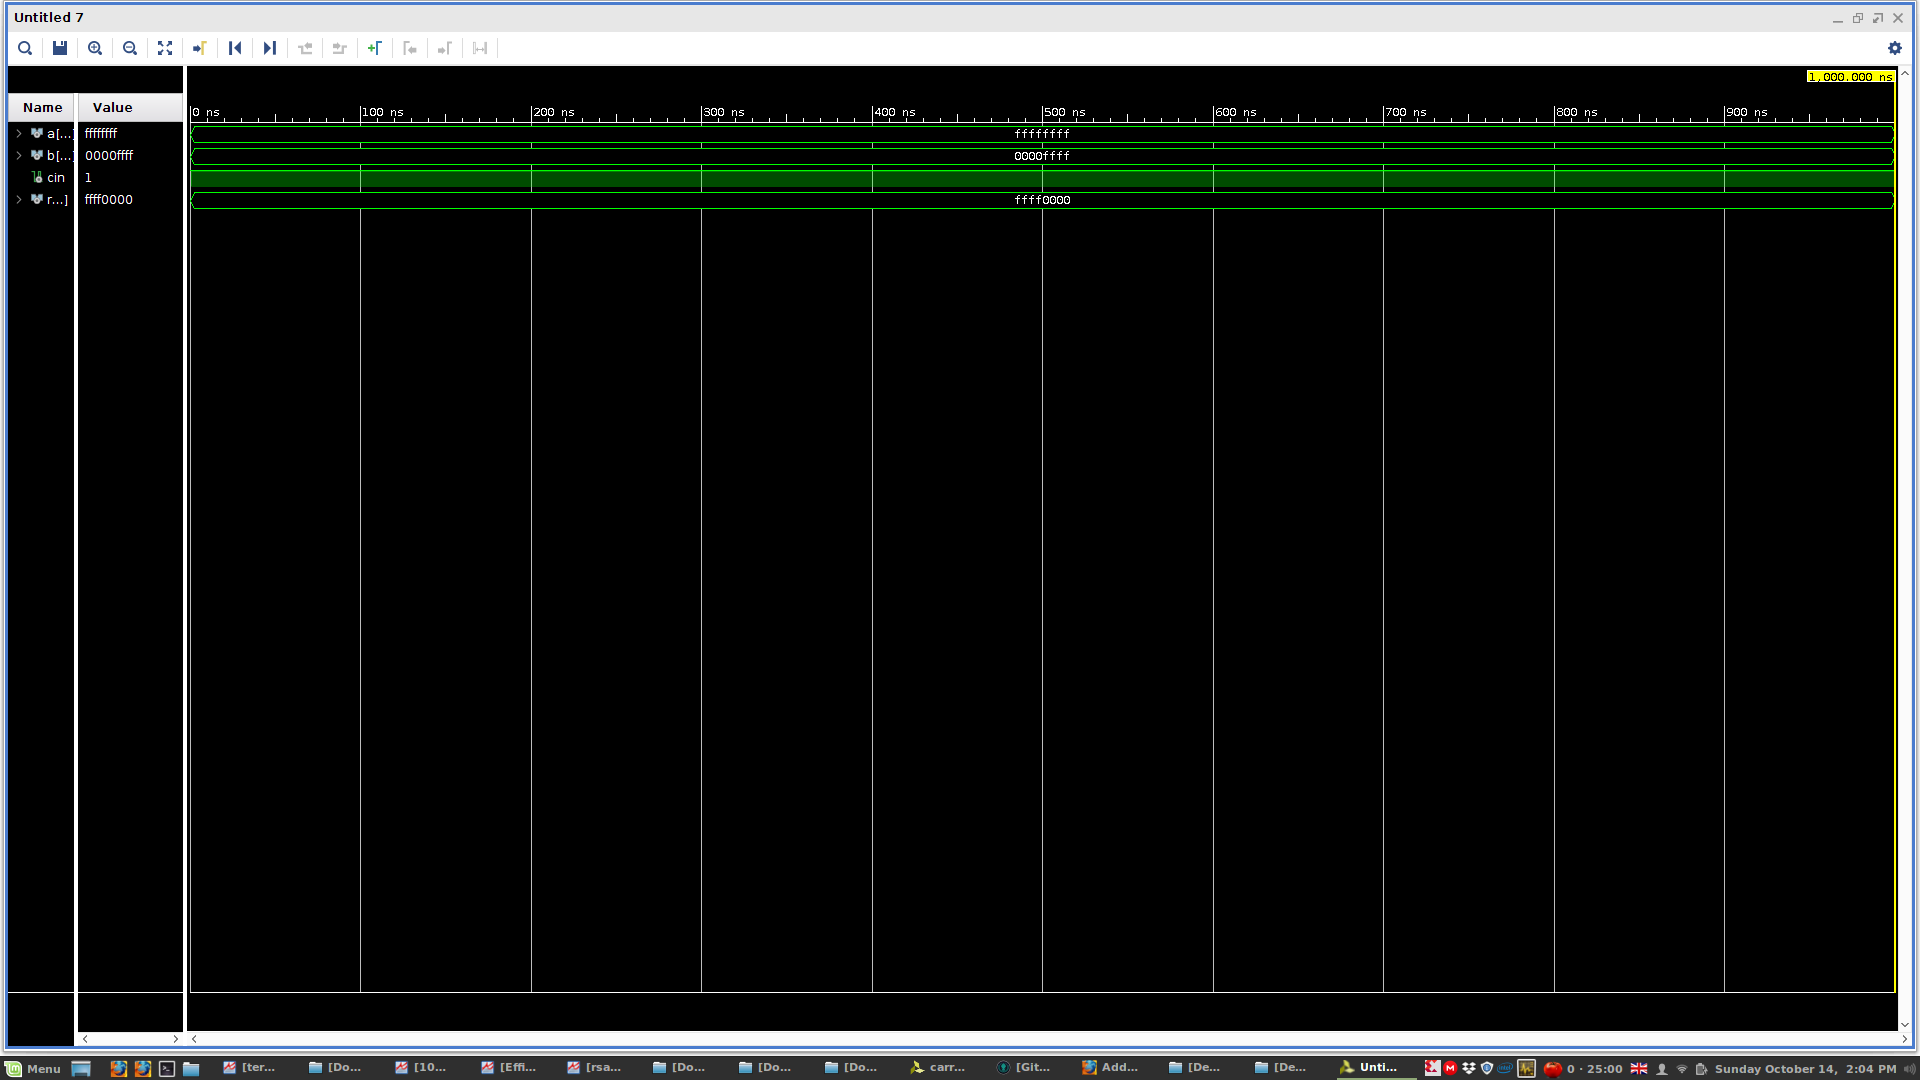 Untitled 7
1,000.000 ns
Name Value
0 ns 100 ns 200 ns 300 ns 400 ns 500 ns 600 ns 700 ns 800 ns 900 ns
a[... ffffffff ffffffff
b[... 0000ffff 0000ffff
cin 1
r...] ffff0000 ffff0000
Menu [ter... [Do... [10... [Effi... [rsa... [Do... [Do... [Do... carr... [Git... Add... [De... [De... Unti... 0 · 25:00 Sunday October 14, 2:04 PM